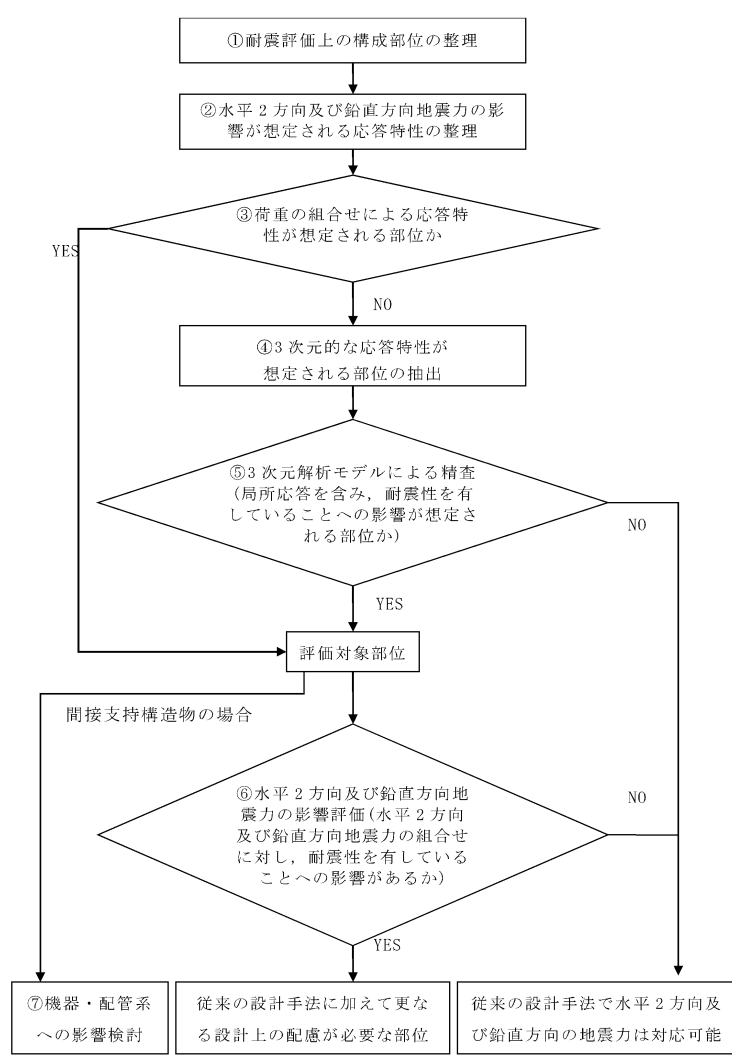 ①耐震評価上の構成部位の整理
②水平2方向及び鉛直方向地震力の影
響が想定される応答特性の整理
③荷重の組合せによる応答特
性が想定される部位か
YES
NO
④3次元的な応答特性が
想定される部位の抽出
⑤3次元解析モデルによる精査
(局所応答を含み，耐震性を有
していることへの影響が想定さ
れる部位か)
NO
YES
評価対象部位
間接支持構造物の場合
⑥水平2方向及び鉛直方向地
震力の影響評価(水平2方向
及び鉛直方向地震力の組合せ
に対し，耐震性を有している
ことへの影響があるか)
NO
YES
⑦機器・配管系
への影響検討
従来の設計手法に加えて更な
る設計上の配慮が必要な部位
従来の設計手法で水平2方向及
び鉛直方向の地震力は対応可能